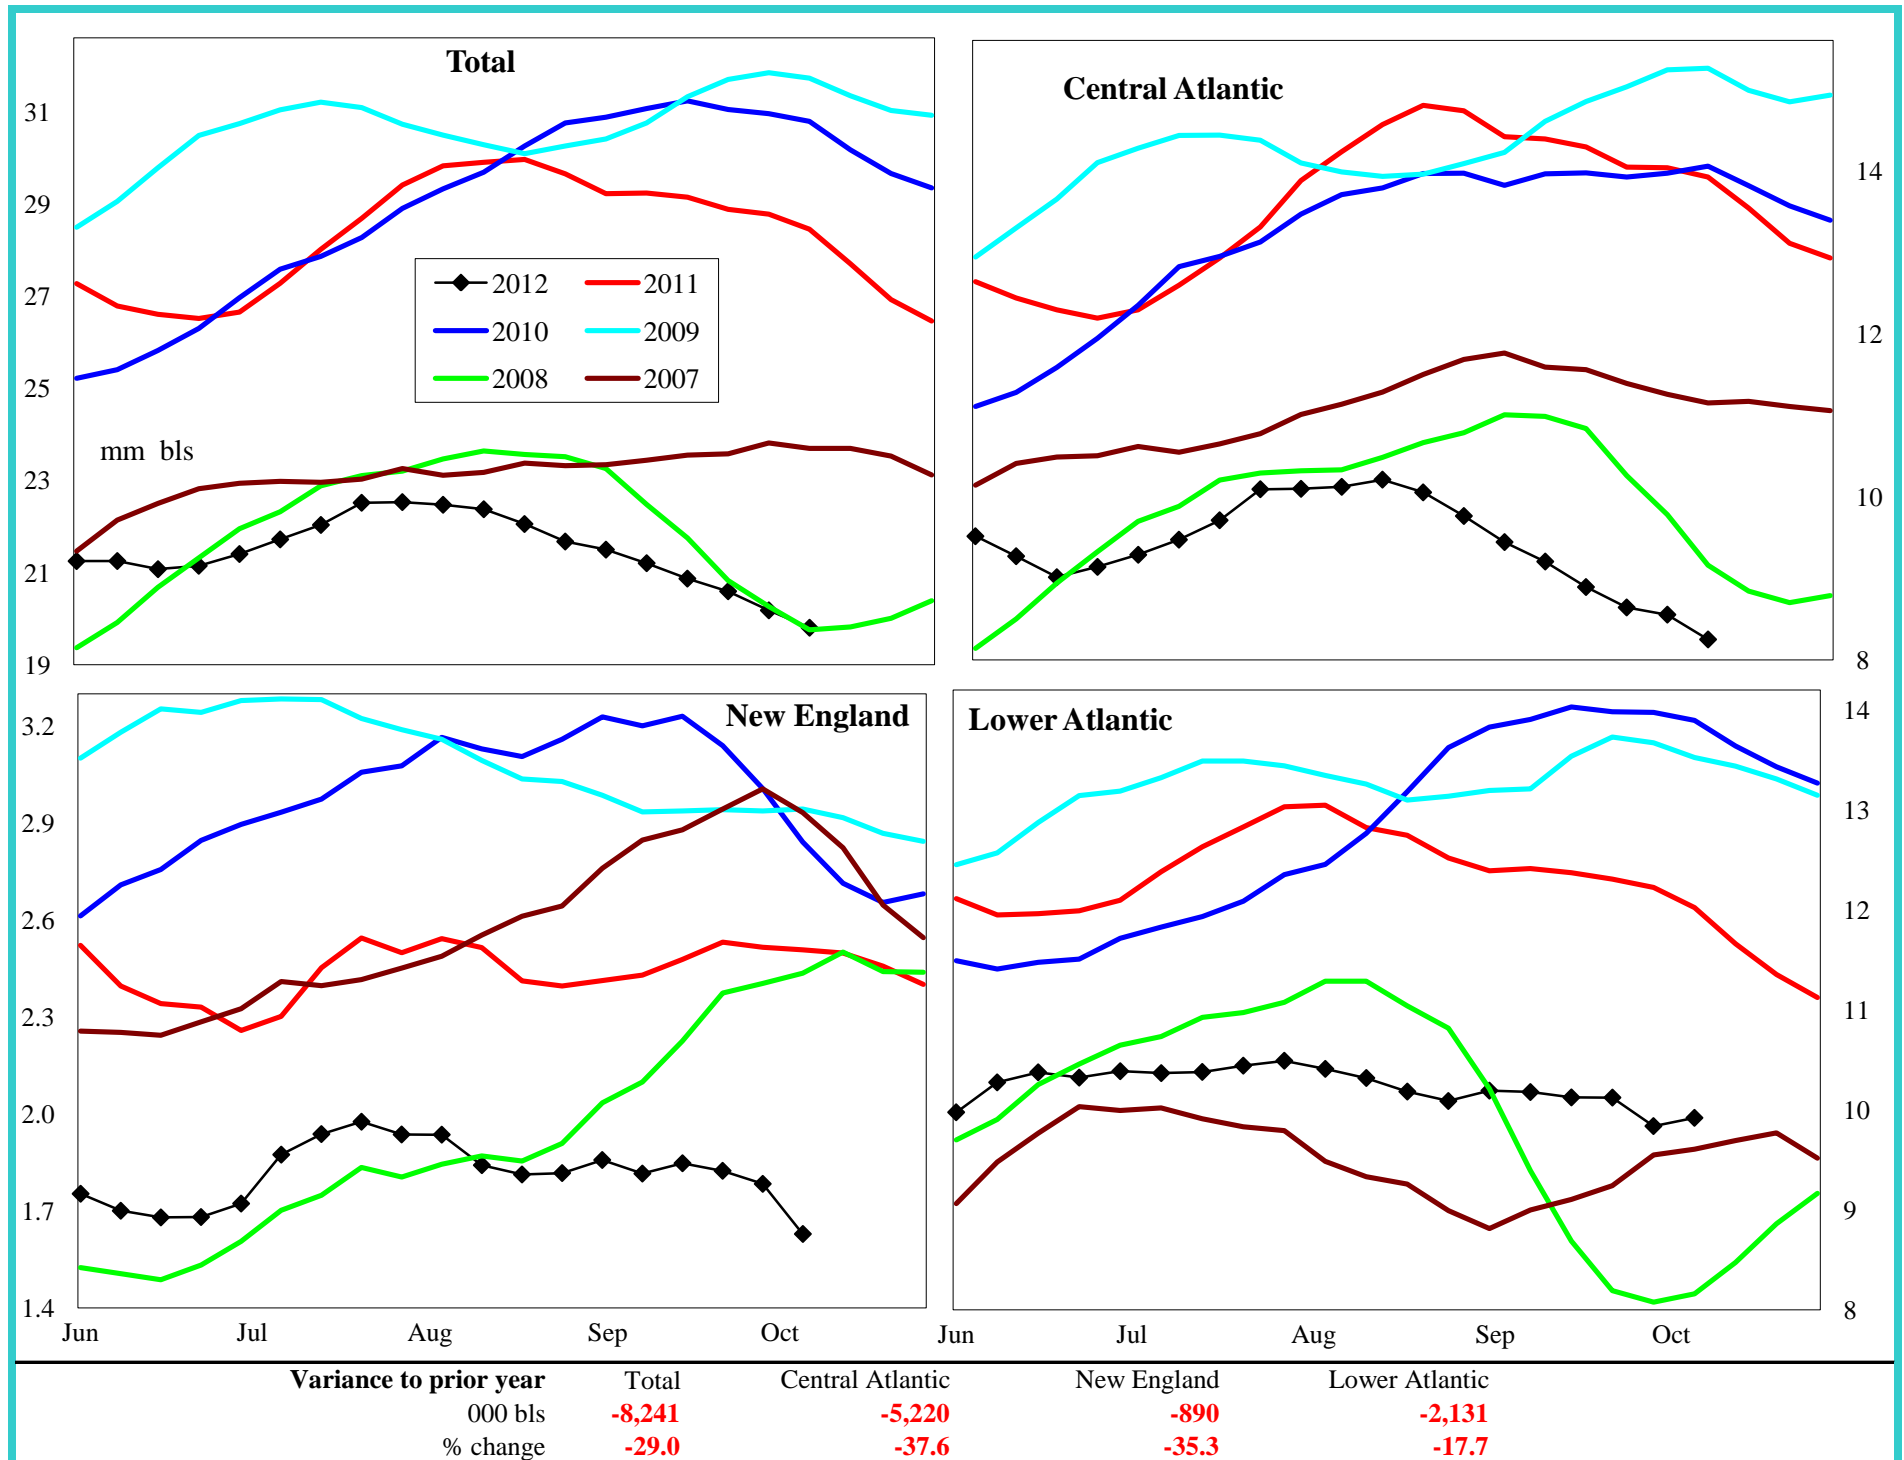 Total
31
29
27
25
23
21
19
mm bls
2012 2011
2010 2009
2008 2007
Central Atlantic
14
12
10
8
New England
3.2
2.9
2.6
2.3
2.0
1.7
1.4
Jun Jul Aug Sep Oct
Lower Atlantic
14
13
12
11
10
9
8
Jun Jul Aug Sep Oct
Variance to prior year Total Central Atlantic New England Lower Atlantic
000 bls -8,241 -5,220 -890 -2,131
% change -29.0 -37.6 -35.3 -17.7